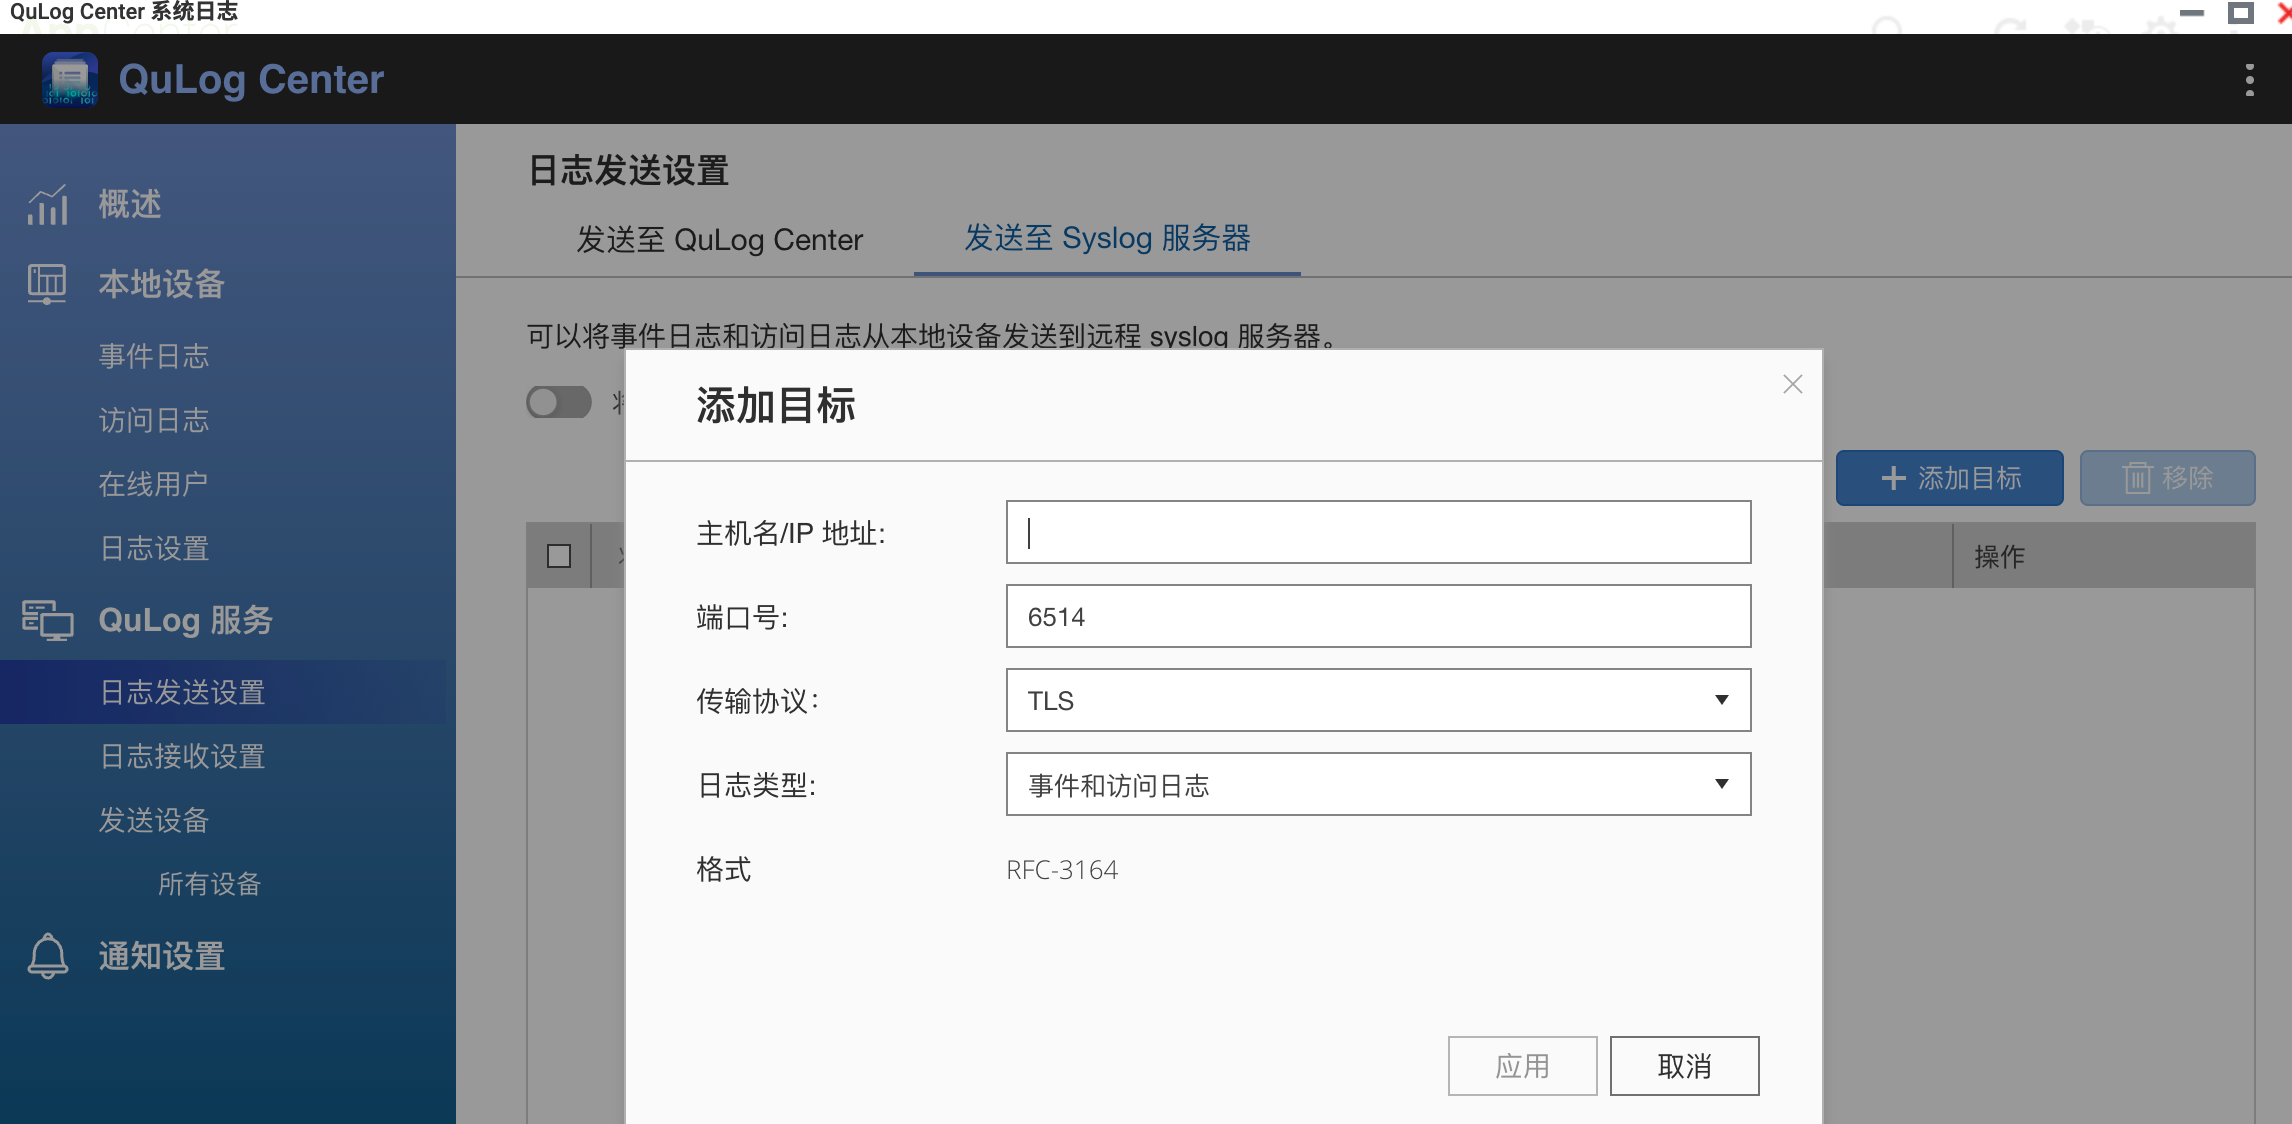 QuLog Center 系统日志
QuLog Center
概述
本地设备
事件日志
访问日志
在线用户
日志设置
QuLog 服务
日志发送设置
日志接收设置
发送设备
所有设备
通知设置
日志发送设置
发送至 QuLog Center
发送至 Syslog 服务器
可以将事件日志和访问日志从本地设备发送到远程 syslog 服务器。
添加目标
移除
操作
添加目标
主机名/IP 地址:
端口号:
6514
传输协议:
TLS
日志类型:
事件和访问日志
格式
RFC-3164
应用
取消